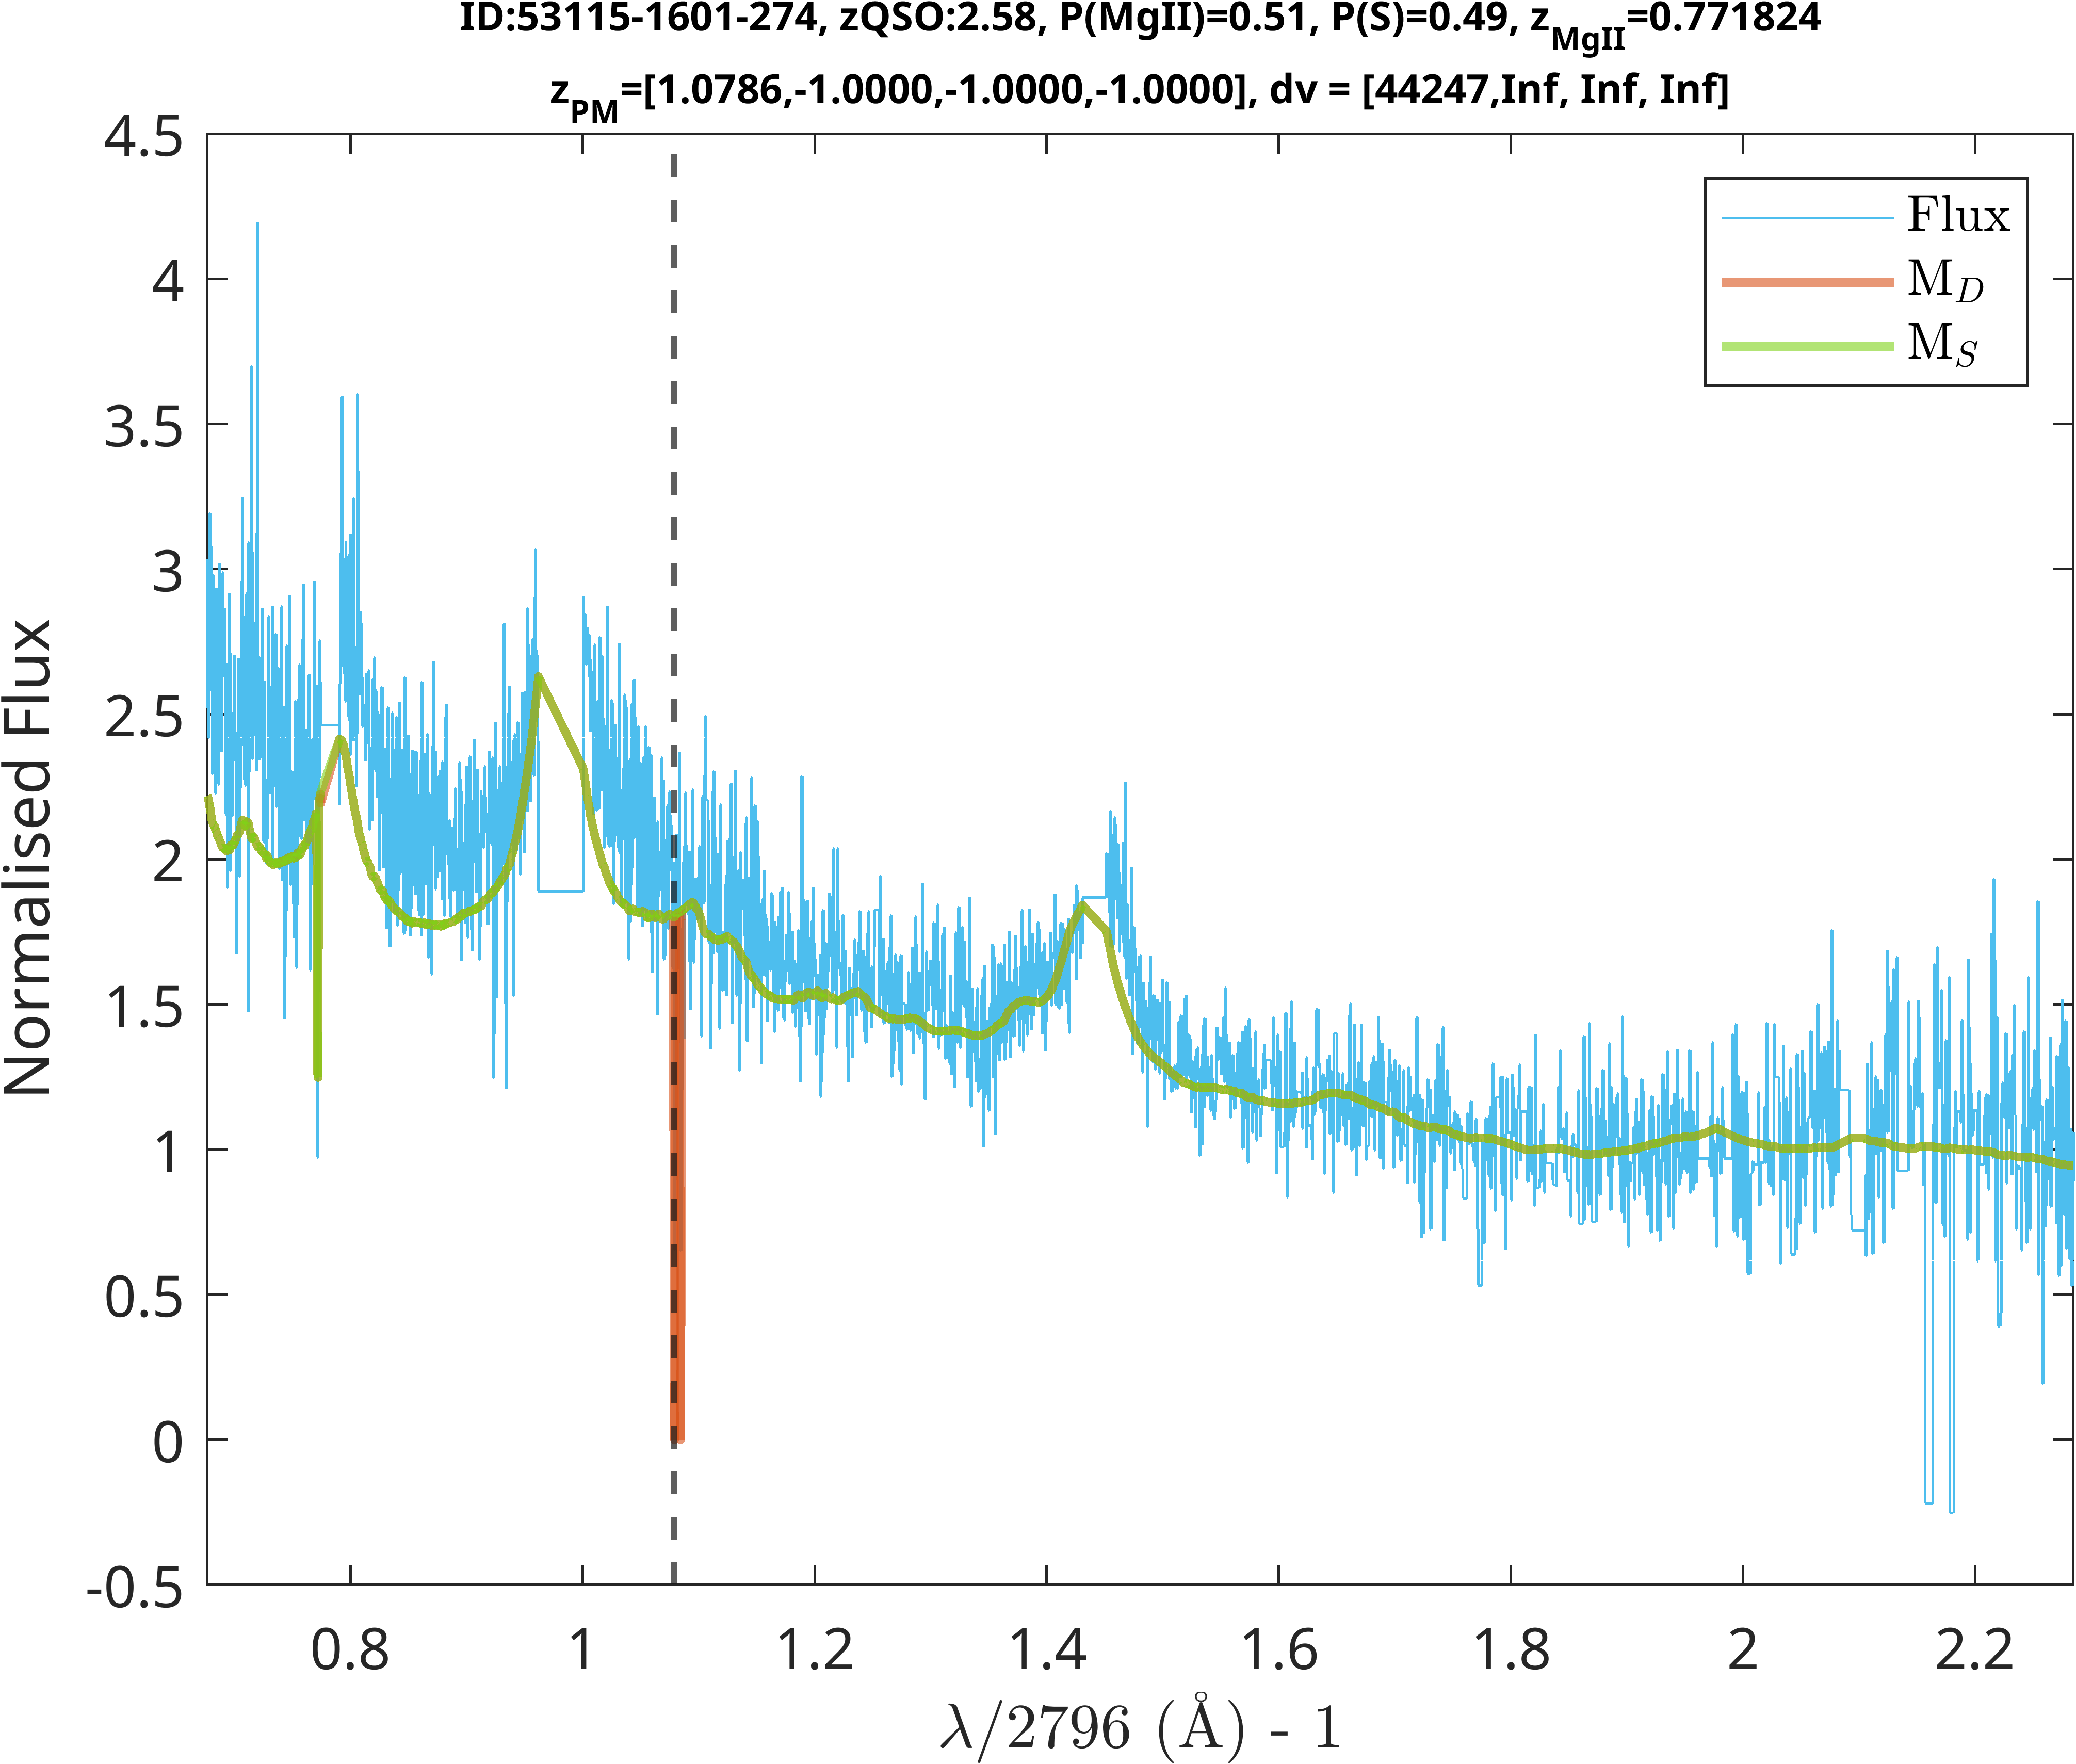 ID:53115-1601-274, zQSO:2.58, P(MgII)=0.51, P(S)=0.49, zMgII=0.771824
zPM=[1.0786,-1.0000,-1.0000,-1.0000], dv = [44247,Inf, Inf, Inf]
4.5
4
3.5
3
2.5
2
1.5
1
0.5
0
-0.5
Normalised Flux
Flux
MD
MS
0.8 1 1.2 1.4 1.6 1.8 2 2.2
λ/2796 (Å) - 1